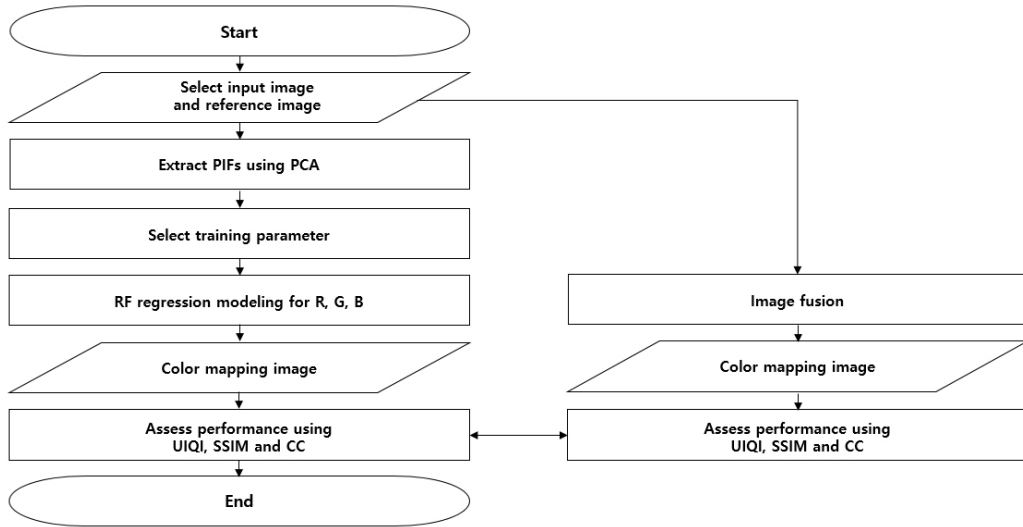 Start
Select input image
and reference image
Extract PIFs using PCA
Select training parameter
RF regression modeling for R, G, B
Color mapping image
Assess performance using
UIQI, SSIM and CC
End
Image fusion
Color mapping image
Assess performance using
UIQI, SSIM and CC